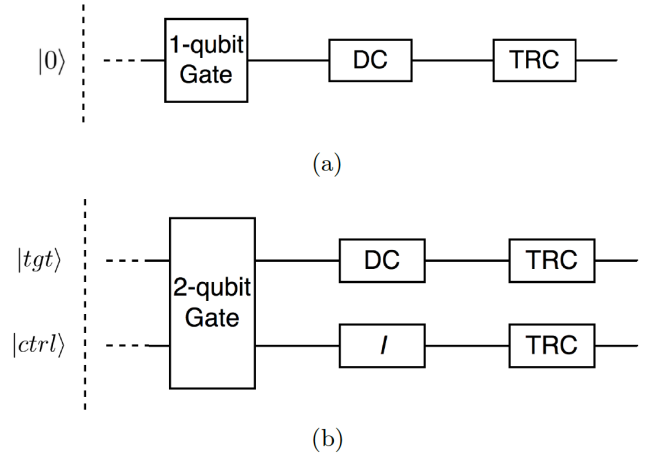 |0⟩ 1-qubit Gate DC TRC
(a)
|tgt⟩ 2-qubit Gate DC TRC
|ctrl⟩ I TRC
(b)